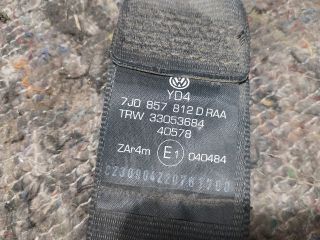 YD4
7J0 857 812 D RAA
TRW 33053684
40578
ZAr4m E1 040484